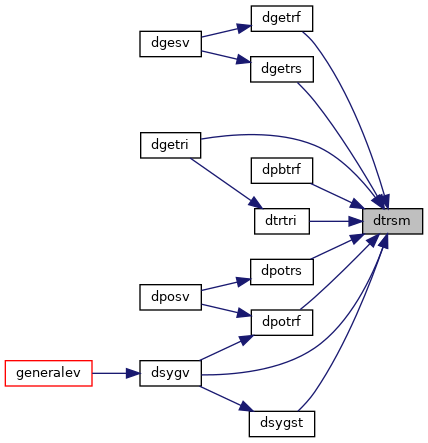 dgetrf
dgesv
dgetrs
dgetri
dpbtrf
dtrtri
dtrsm
dpotrs
dposv
dpotrf
generalev
dsygv
dsygst